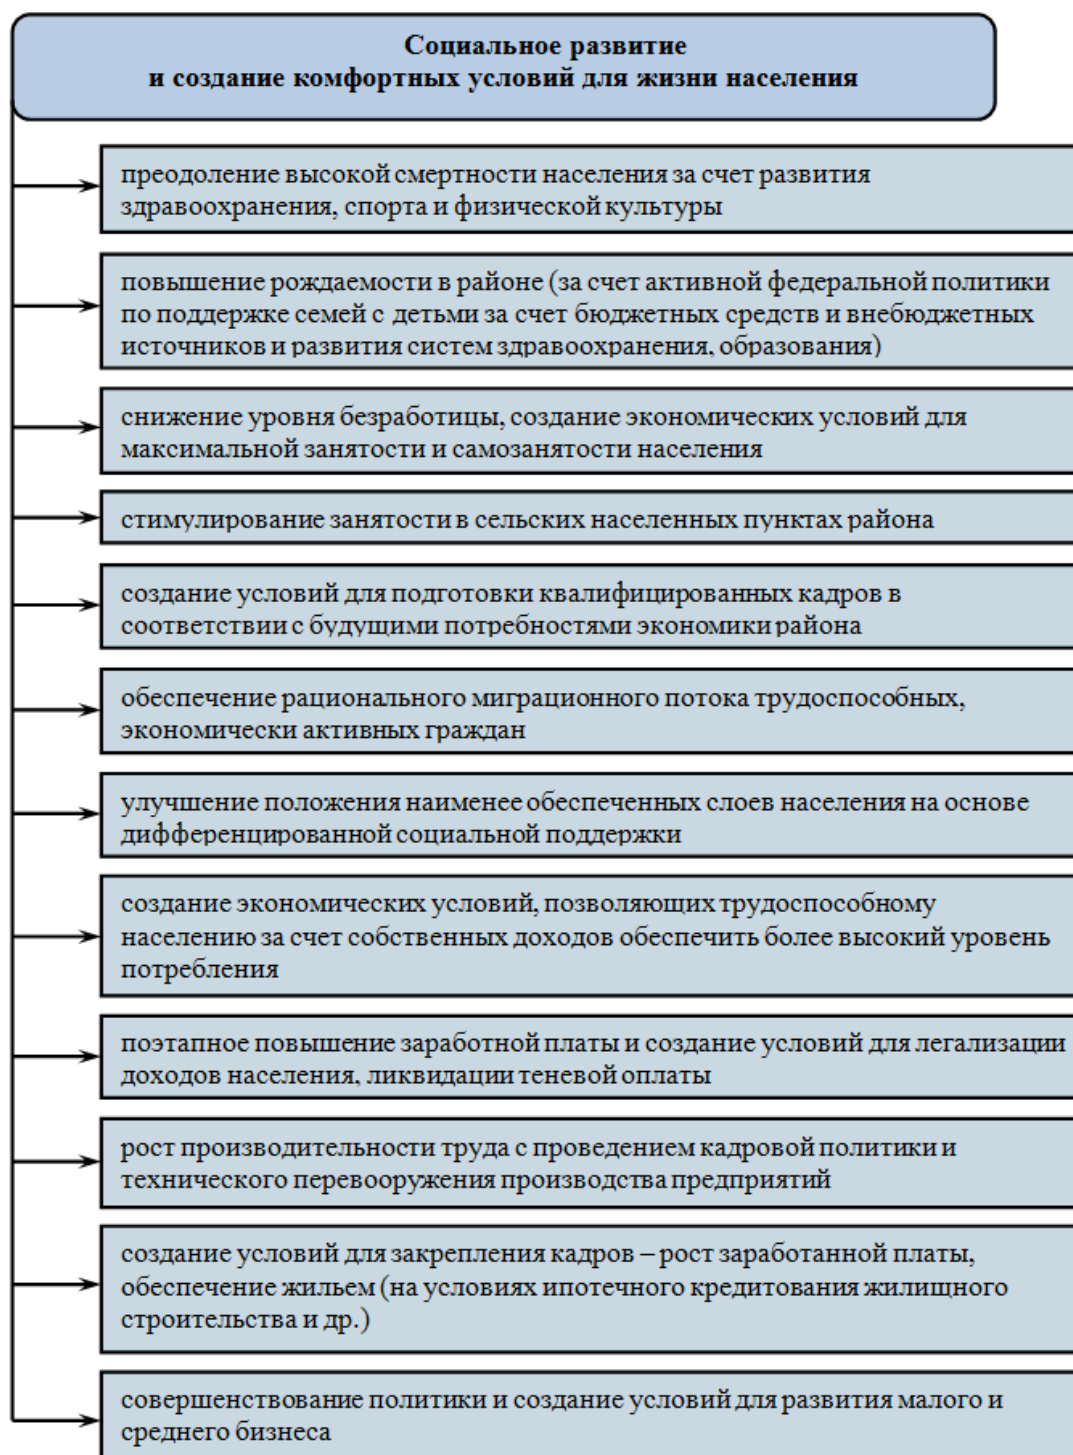 Социальное развитие
и создание комфортных условий для жизни населения
преодоление высокой смертности населения за счет развития
здравоохранения, спорта и физической культуры
повышение рождаемости в районе (за счет активной федеральной политики
по поддержке семей с детьми за счет бюджетных средств и внебюджетных
источников и развития систем здравоохранения, образования)
снижение уровня безработицы, создание экономических условий для
максимальной занятости и самозанятости населения
стимулирование занятости в сельских населенных пунктах района
создание условий для подготовки квалифицированных кадров в
соответствии с будущими потребностями экономики района
обеспечение рационального миграционного потока трудоспособных,
экономически активных граждан
улучшение положения наименее обеспеченных слоев населения на основе
дифференцированной социальной поддержки
создание экономических условий, позволяющих трудоспособному
населению за счет собственных доходов обеспечить более высокий уровень
потребления
поэтапное повышение заработной платы и создание условий для легализации
доходов населения, ликвидации теневой оплаты
рост производительности труда с проведением кадровой политики и
технического перевооружения производства предприятий
создание условий для закрепления кадров – рост заработанной платы,
обеспечение жильем (на условиях ипотечного кредитования жилищного
строительства и др.)
совершенствование политики и создание условий для развития малого и
среднего бизнеса